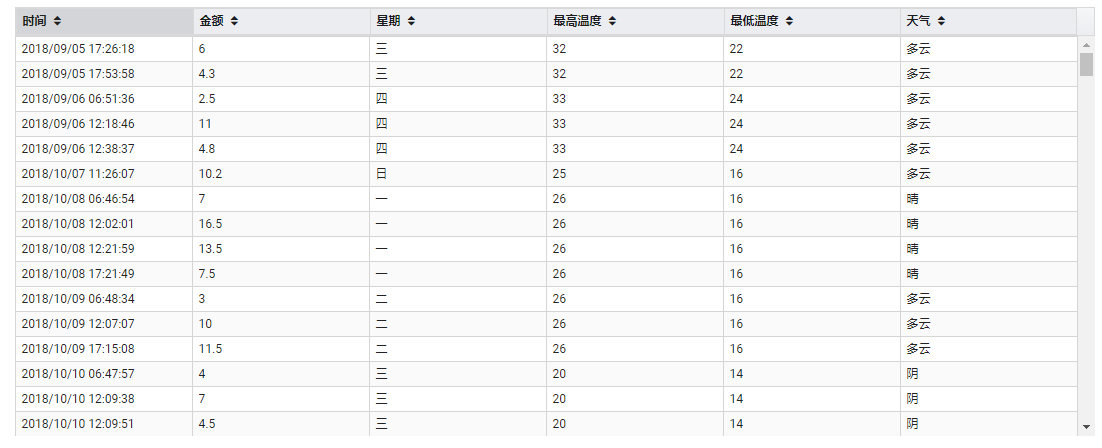 时间 金额 星期 最高温度 最低温度 天气
2018/09/05 17:26:18 6 三 32 22 多云
2018/09/05 17:53:58 4.3 三 32 22 多云
2018/09/06 06:51:36 2.5 四 33 24 多云
2018/09/06 12:18:46 11 四 33 24 多云
2018/09/06 12:38:37 4.8 四 33 24 多云
2018/10/07 11:26:07 10.2 日 25 16 多云
2018/10/08 06:46:54 7 一 26 16 晴
2018/10/08 12:02:01 16.5 一 26 16 晴
2018/10/08 12:21:59 13.5 一 26 16 晴
2018/10/08 17:21:49 7.5 一 26 16 晴
2018/10/09 06:48:34 3 二 26 16 多云
2018/10/09 12:07:07 10 二 26 16 多云
2018/10/09 17:15:08 11.5 二 26 16 多云
2018/10/10 06:47:57 4 三 20 14 阴
2018/10/10 12:09:38 7 三 20 14 阴
2018/10/10 12:09:51 4.5 三 20 14 阴